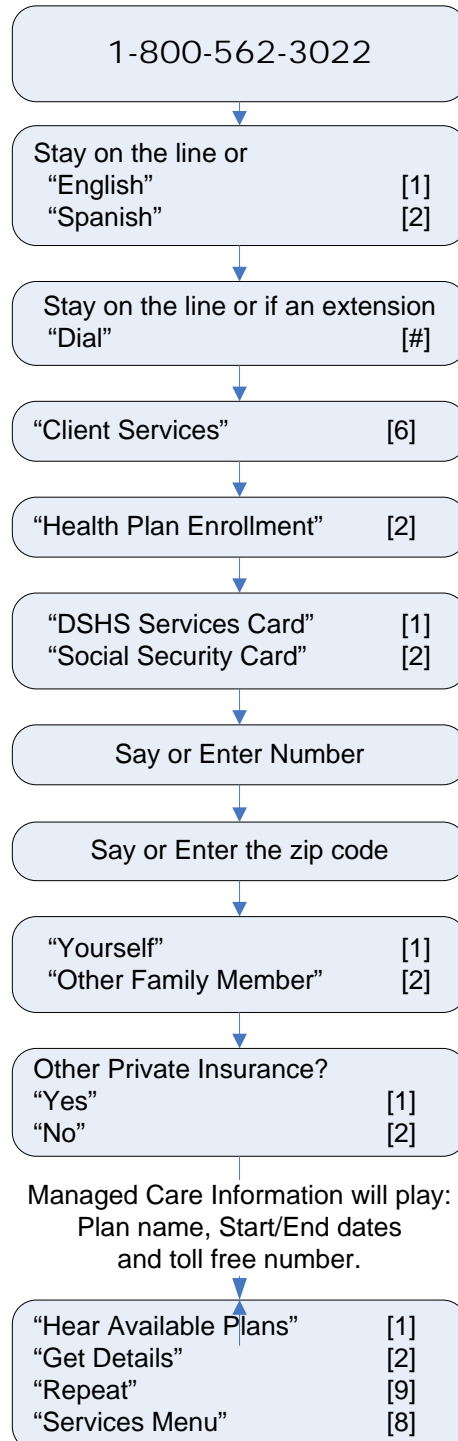 1-800-562-3022
Stay on the line or
“English” [1]
“Spanish” [2]
Stay on the line or if an extension
“Dial” [#]
“Client Services” [6]
“Health Plan Enrollment” [2]
“DSHS Services Card” [1]
“Social Security Card” [2]
Say or Enter Number
Say or Enter the zip code
“Yourself” [1]
“Other Family Member” [2]
Other Private Insurance?
“Yes” [1]
“No” [2]
Managed Care Information will play:
Plan name, Start/End dates
and toll free number.
“Hear Available Plans” [1]
“Get Details” [2]
“Repeat” [9]
“Services Menu” [8]